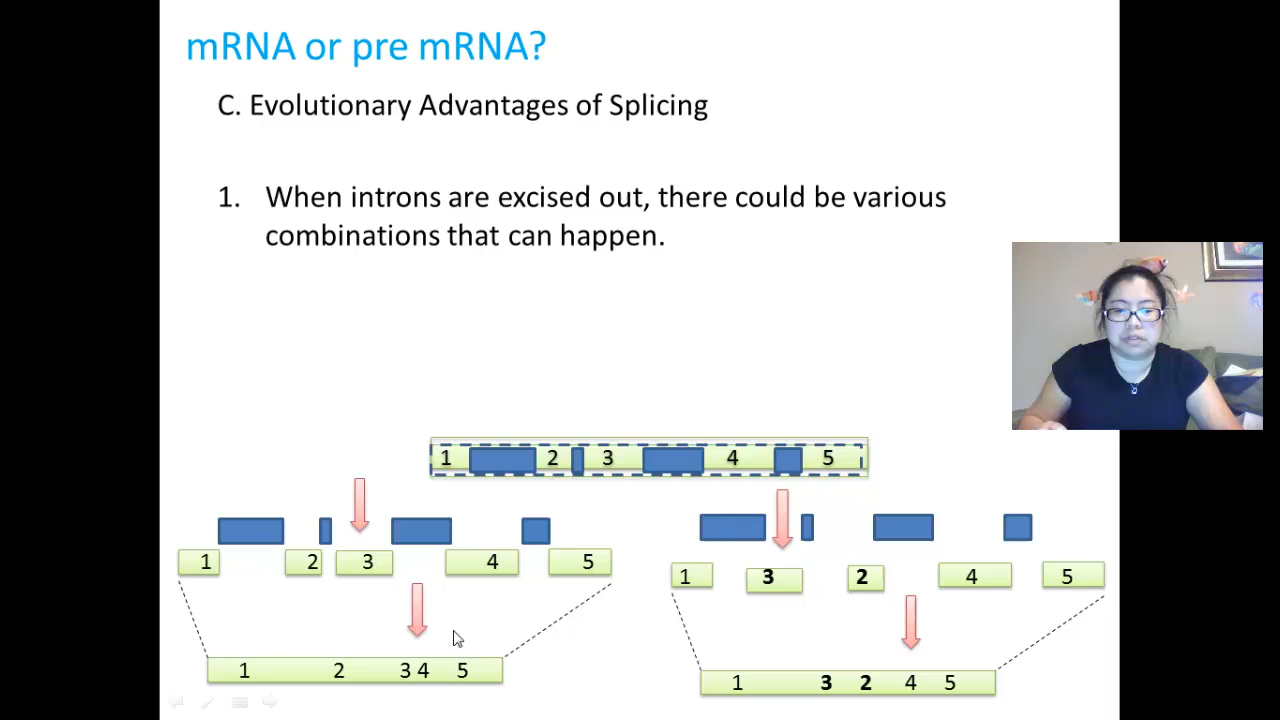 mRNA or pre mRNA?
C. Evolutionary Advantages of Splicing
1. When introns are excised out, there could be various
combinations that can happen.
1 2 3 4 5
1 2 3 4 5
1 3 2 4 5
1 2 3 4 5
1 3 2 4 5